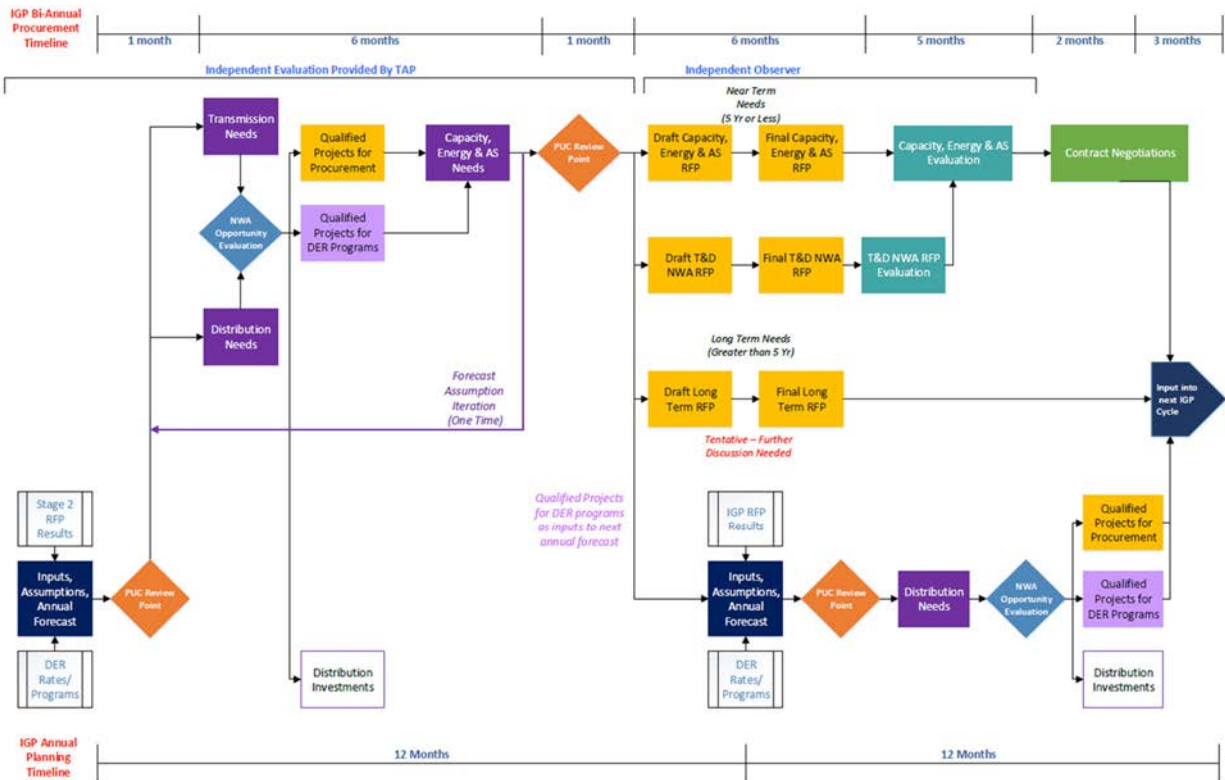 IGP Bi-Annual
Procurement
Timeline
1 month
6 months
1 month
6 months
5 months
2 months
3 months
Independent Evaluation Provided By TAP
Independent Observer
Near Term
Needs
(5 Yr or Less)
Transmission
Needs
Qualified
Projects for
Procurement
Capacity,
Energy & AS
Needs
PUC Review
Point
Draft Capacity,
Energy & AS
RFP
Final Capacity,
Energy & AS
RFP
Capacity,
Energy & AS
Evaluation
Contract Negotiations
NWA
Opportunity
Evaluation
Qualified
Projects for
DER Programs
Draft T&D
NWA RFP
Final T&D NWA
RFP
T&D NWA RFP
Evaluation
Distribution
Needs
Long Term Needs
(Greater than 5 Yr)
Forecast
Assumption
Iteration
(One Time)
Draft Long
Term RFP
Final Long
Term RFP
Input into
next IGP
Cycle
Tentative – Further
Discussion Needed
Stage 2
RFP
Results
Qualified Projects
for DER programs
as inputs to next
annual forecast
IGP RFP
Results
Qualified
Projects for
Procurement
Inputs,
Assumptions,
Annual
Forecast
PUC Review
Point
Inputs,
Assumptions,
Annual
Forecast
PUC Review
Point
Distribution
Needs
NWA
Opportunity
Evaluation
Qualified
Projects for
DER Programs
DER
Rates/
Programs
Distribution
Investments
DER
Rates/
Programs
Distribution
Investments
IGP Annual
Planning
Timeline
12 Months
12 Months